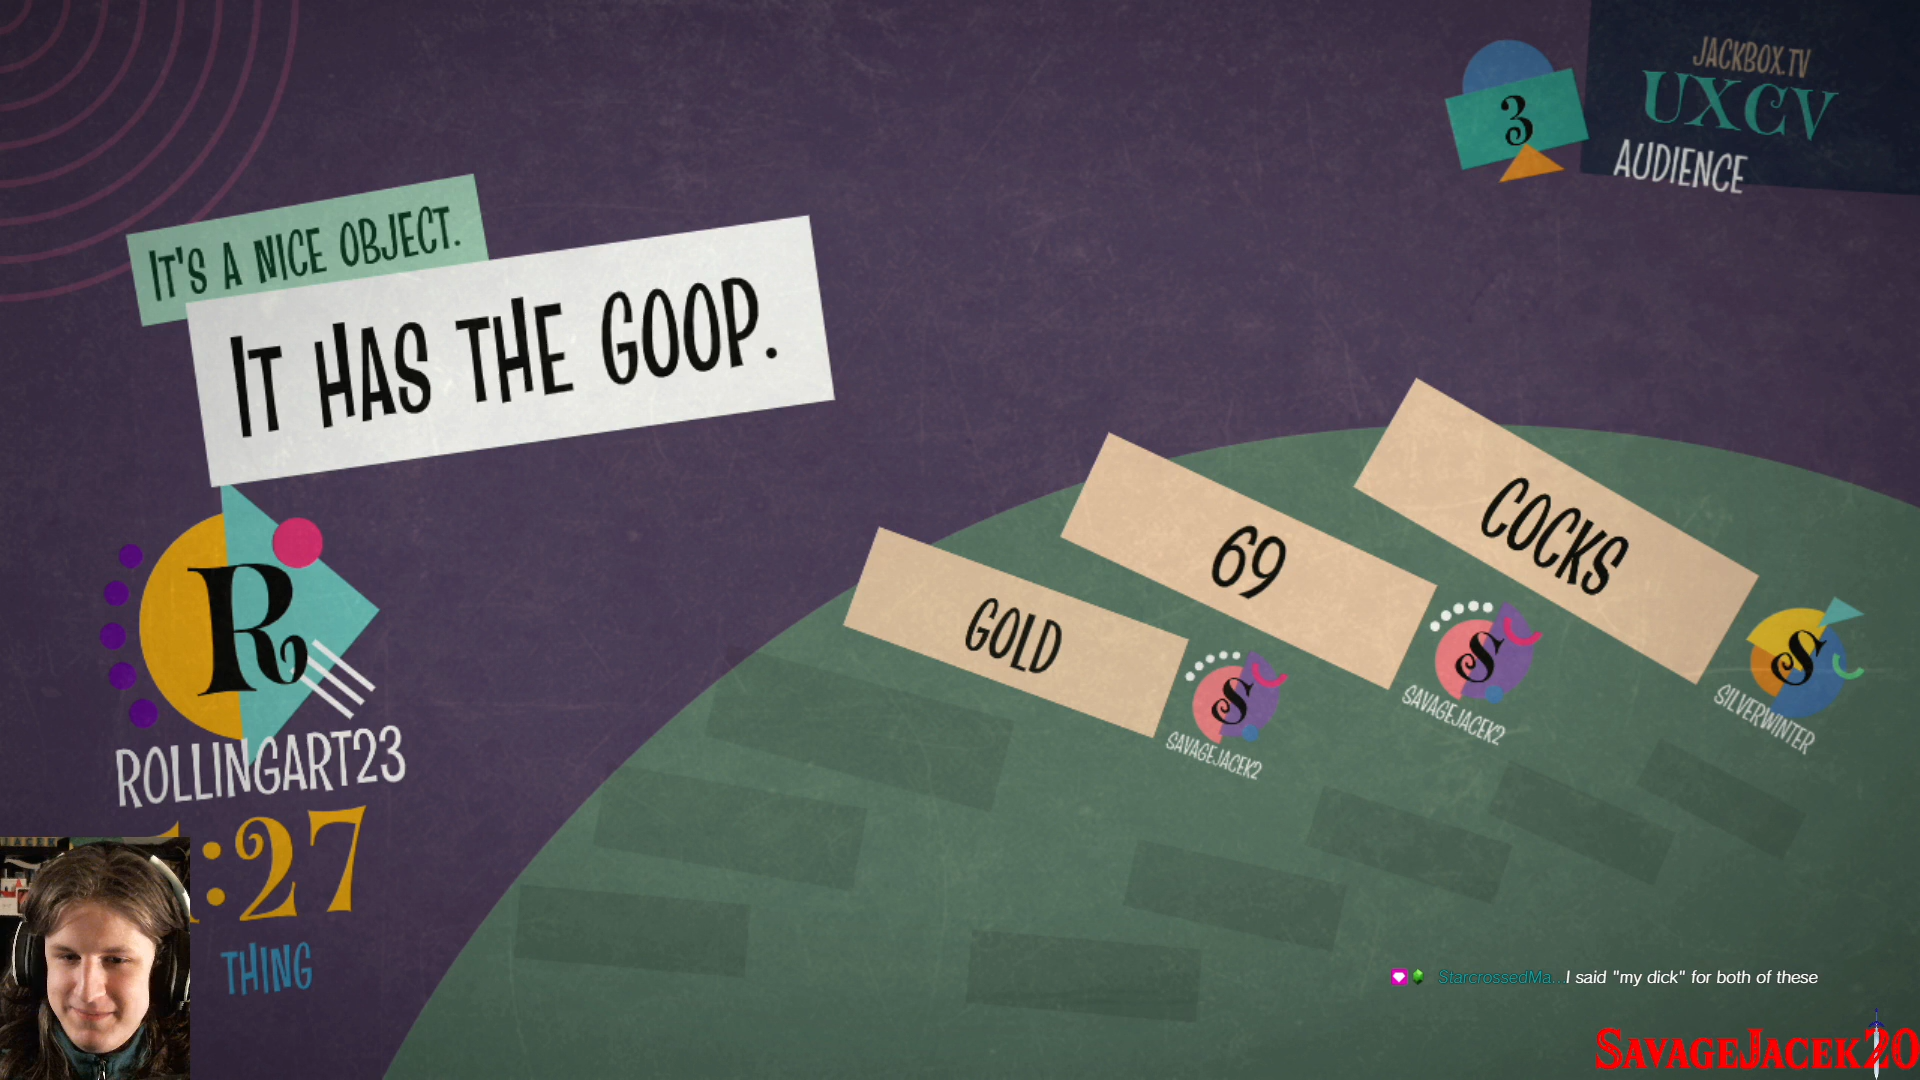 JACKBOX.TV
UXCV
3
AUDIENCE
IT'S A NICE OBJECT.
IT HAS THE GOOP.
COCKS
69
GOLD
R
S
SILVERWINTER
S
SAVAGEJACEK2
S
SAVAGEJACEK2
ROLLINGART23
:27
THING
StarcrossedMa... I said "my dick" for both of these
SAVAGEJACEK20